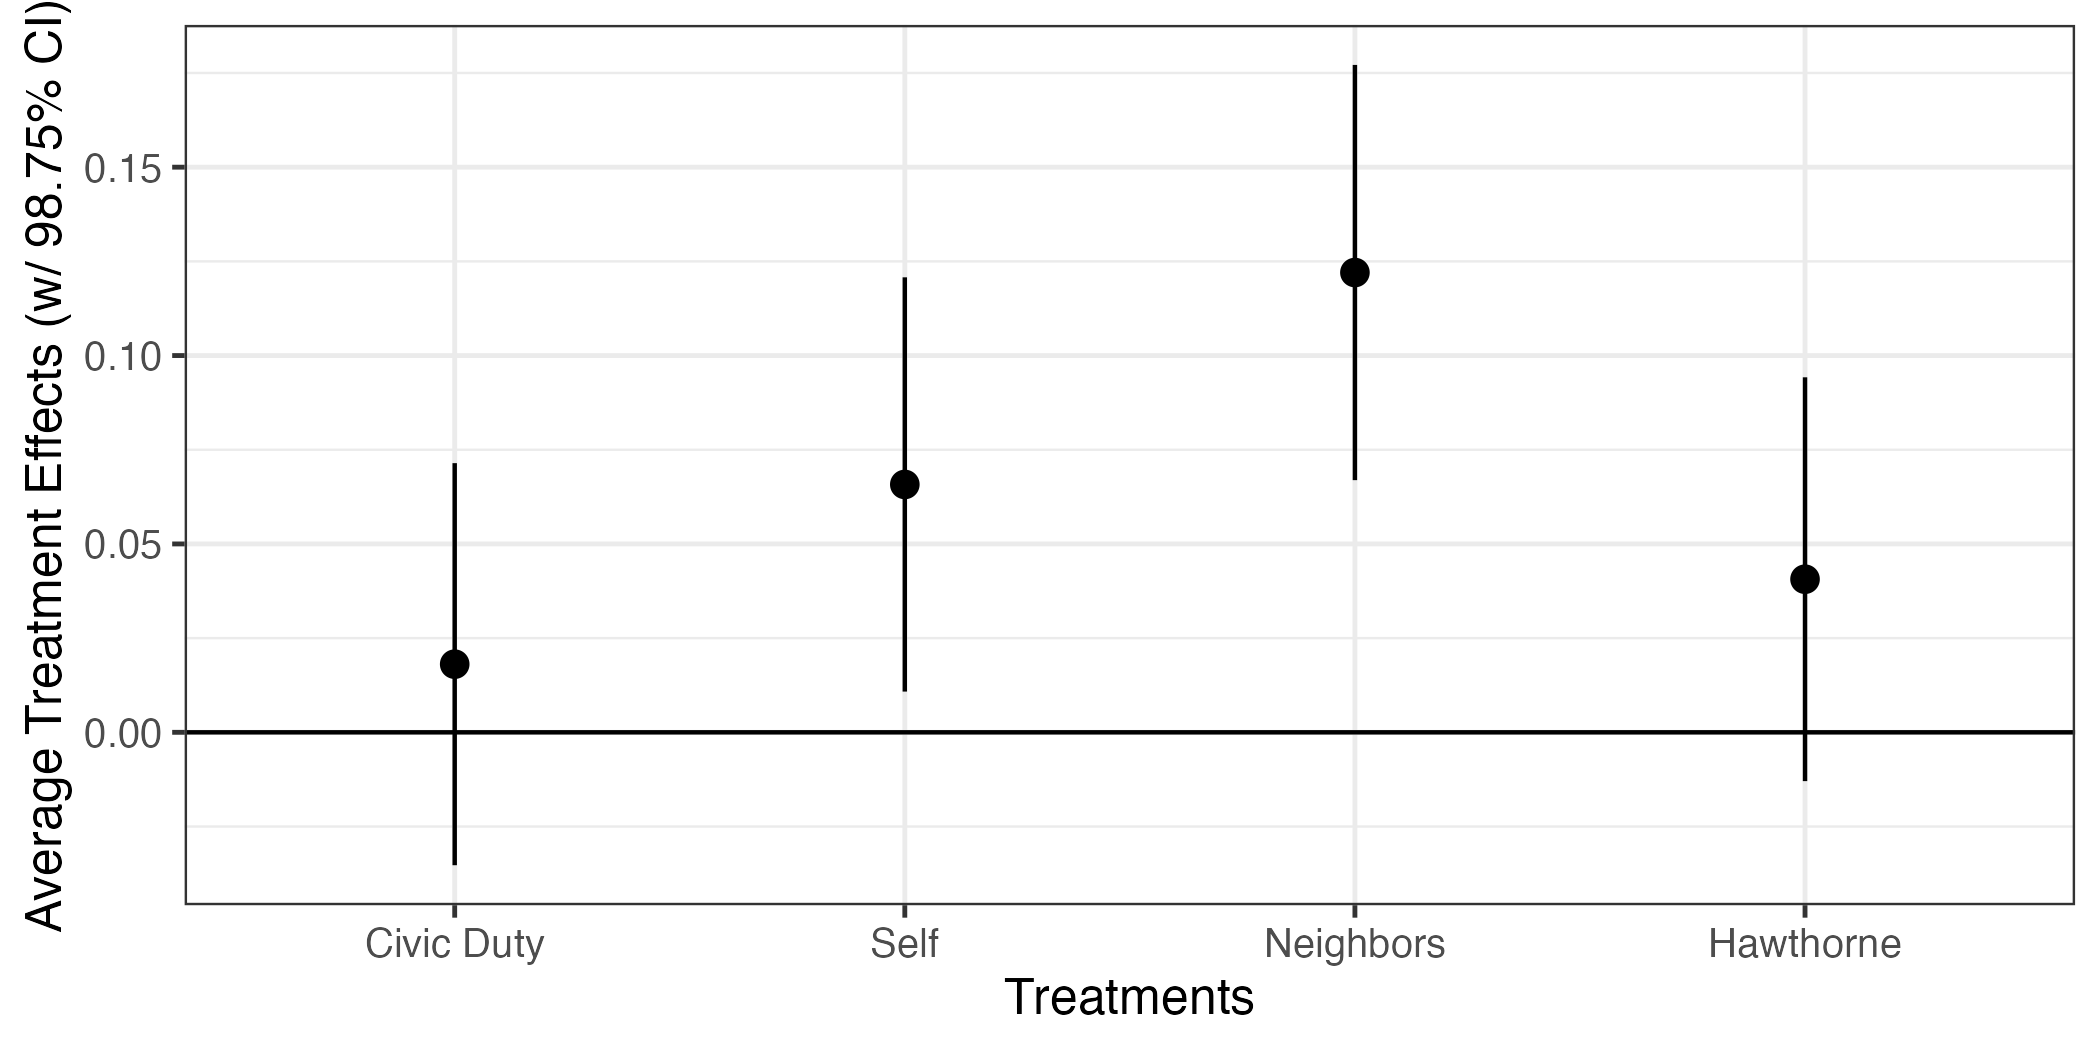 Average Treatment Effects (w/ 98.75% CI)
0.15
0.10
0.05
0.00
Civic Duty Self Neighbors Hawthorne
Treatments